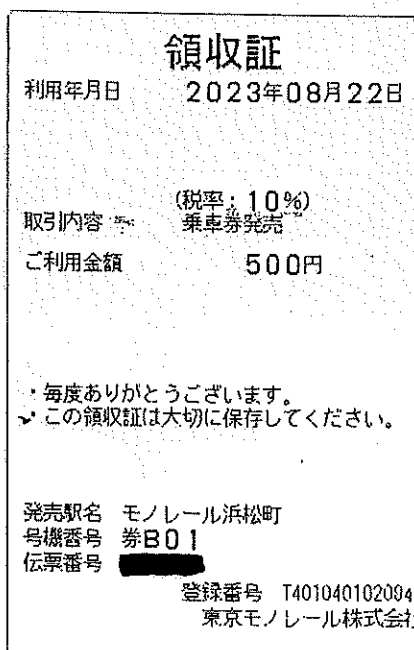 領収証
利用年月日 2023年08月22日
(税率:10%)
取引内容 乗車券発売
ご利用金額 500円
・毎度ありがとうございます。
・この領収証は大切に保存してください。
発売駅名 モノレール浜松町
号機番号 券B01
伝票番号
登録番号 T401040102094
東京モノレール株式会社